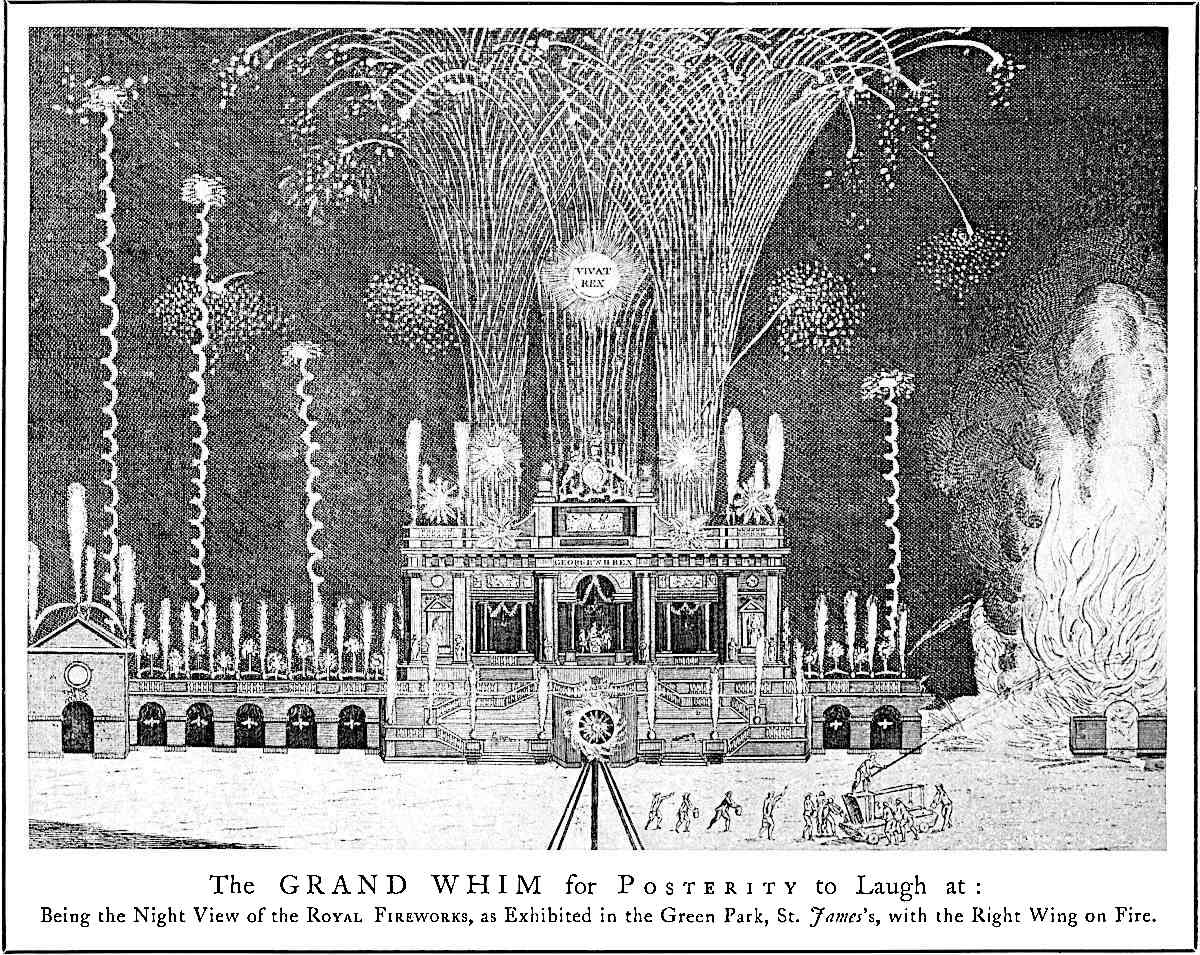 VIVAT
REX
GEORGE II REX
The GRAND WHIM for POSTERITY to Laugh at :
Being the Night View of the ROYAL FIREWORKS, as Exhibited in the Green Park, St. James's, with the Right Wing on Fire.